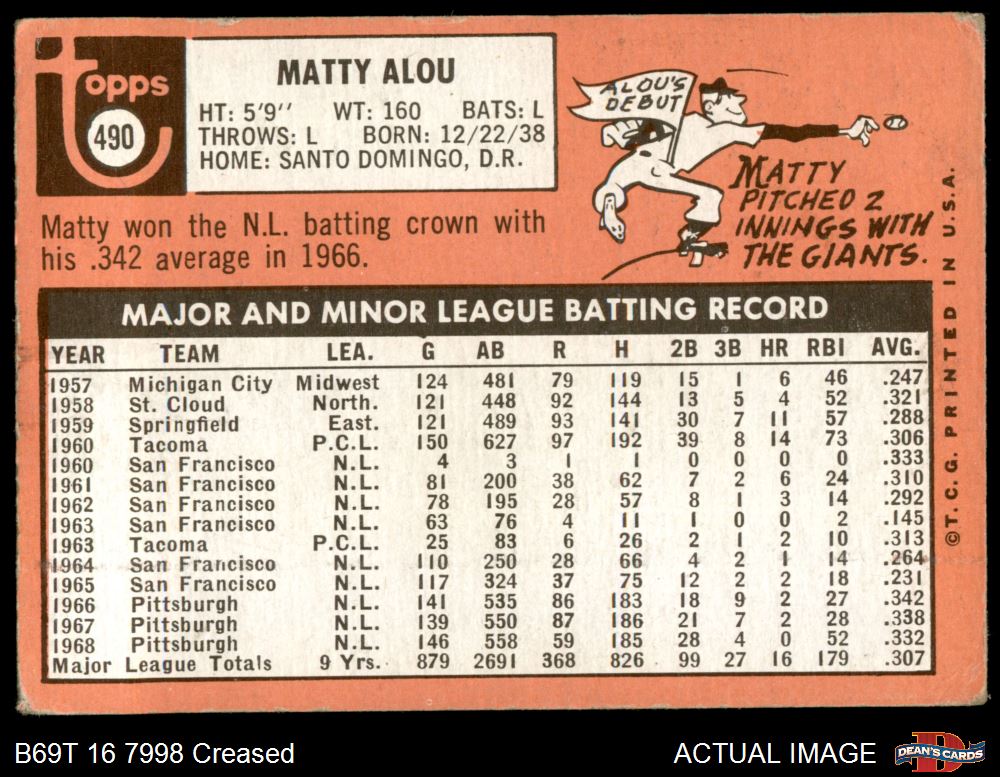 topps
490
MATTY ALOU
HT: 5'9'' WT: 160 BATS: L
THROWS: L BORN: 12/22/38
HOME: SANTO DOMINGO, D.R.
Matty won the N.L. batting crown with
his .342 average in 1966.
ALOU'S
DEBUT
MATTY
PITCHED 2
INNINGS WITH
THE GIANTS.
MAJOR AND MINOR LEAGUE BATTING RECORD
YEAR TEAM LEA. G AB R H 2B 3B HR RBI AVG.
1957 Michigan City Midwest 124 481 79 119 15 1 6 46 .247
1958 St. Cloud North. 121 448 92 144 13 5 4 52 .321
1959 Springfield East. 121 489 93 141 30 7 11 57 .288
1960 Tacoma P.C.L. 150 627 97 192 39 8 14 73 .306
1960 San Francisco N.L. 4 3 1 1 0 0 0 0 .333
1961 San Francisco N.L. 81 200 38 62 7 2 6 24 .310
1962 San Francisco N.L. 78 195 28 57 8 1 3 14 .292
1963 San Francisco N.L. 63 76 4 11 1 0 0 2 .145
1963 Tacoma P.C.L. 25 83 6 26 2 1 2 10 .313
1964 San Francisco N.L. 110 250 28 66 4 2 1 14 .264
1965 San Francisco N.L. 117 324 37 75 12 2 2 18 .231
1966 Pittsburgh N.L. 141 535 86 183 18 9 2 27 .342
1967 Pittsburgh N.L. 139 550 87 186 21 7 2 28 .338
1968 Pittsburgh N.L. 146 558 59 185 28 4 0 52 .332
Major League Totals 9 Yrs. 879 2691 368 826 99 27 16 179 .307
©T.C.G. PRINTED IN U.S.A.
B69T 16 7998 Creased
ACTUAL IMAGE
DEAN'S CARDS